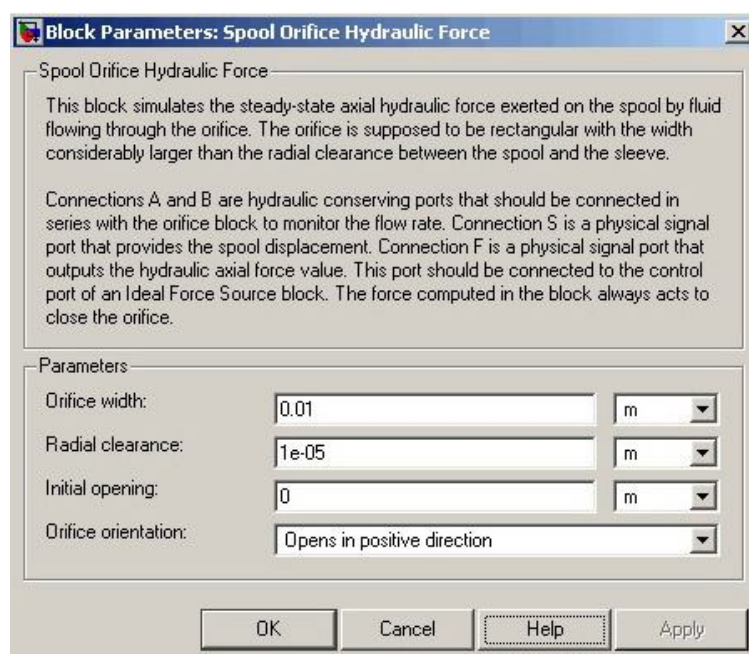 Block Parameters: Spool Orifice Hydraulic Force
Spool Orifice Hydraulic Force
This block simulates the steady-state axial hydraulic force exerted on the spool by fluid
flowing through the orifice. The orifice is supposed to be rectangular with the width
considerably larger than the radial clearance between the spool and the sleeve.
Connections A and B are hydraulic conserving ports that should be connected in
series with the orifice block to monitor the flow rate. Connection S is a physical signal
port that provides the spool displacement. Connection F is a physical signal port that
outputs the hydraulic axial force value. This port should be connected to the control
port of an Ideal Force Source block. The force computed in the block always acts to
close the orifice.
Parameters
Orifice width: 0.01 m
Radial clearance: 1e-05 m
Initial opening: 0 m
Orifice orientation: Opens in positive direction
OK Cancel Help Apply